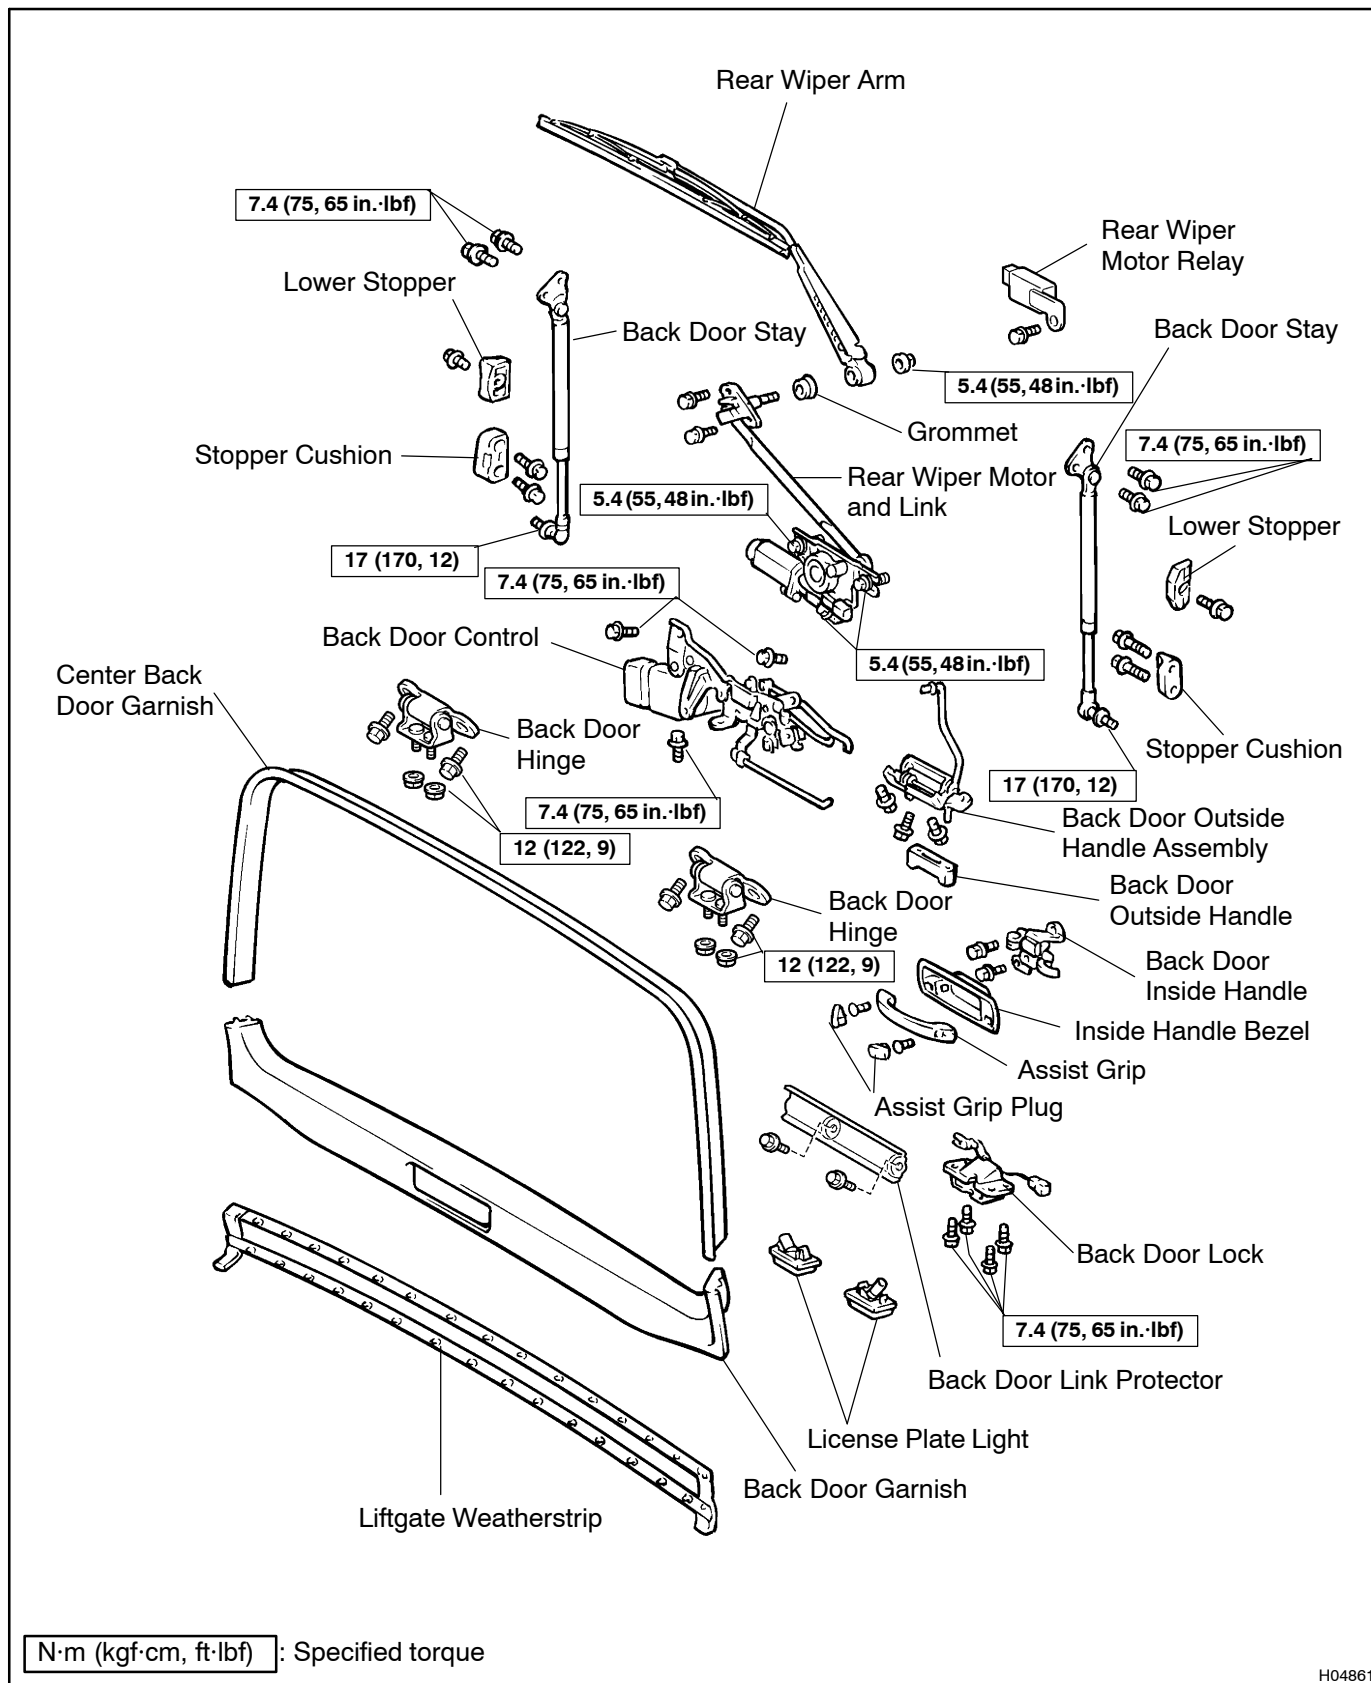 Rear Wiper Arm
7.4 (75, 65 in.·lbf)
Rear Wiper
Motor Relay
Lower Stopper
Back Door Stay
Back Door Stay
5.4 (55, 48 in.·lbf)
Grommet
7.4 (75, 65 in.·lbf)
Stopper Cushion
Rear Wiper Motor
and Link
5.4 (55, 48 in.·lbf)
Lower Stopper
17 (170, 12)
7.4 (75, 65 in.·lbf)
Back Door Control
5.4 (55, 48 in.·lbf)
Center Back
Door Garnish
Back Door
Hinge
Stopper Cushion
17 (170, 12)
7.4 (75, 65 in.·lbf)
12 (122, 9)
Back Door Outside
Handle Assembly
Back Door
Outside Handle
Back Door
Hinge
12 (122, 9)
Back Door
Inside Handle
Inside Handle Bezel
Assist Grip
Assist Grip Plug
Back Door Lock
7.4 (75, 65 in.·lbf)
Back Door Link Protector
License Plate Light
Back Door Garnish
Liftgate Weatherstrip
N·m (kgf·cm, ft·lbf) : Specified torque
H04861